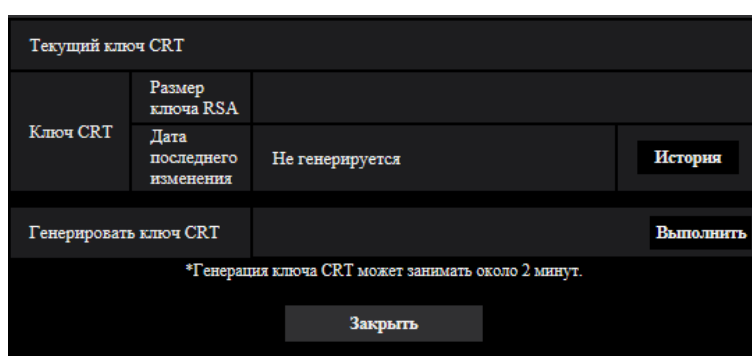 Текущий ключ CRT
Ключ CRT
Размер
ключа RSA
Дата
последнего
изменения
Не генерируется
История
Генерировать ключ CRT
Выполнить
*Генерация ключа CRT может занимать около 2 минут.
Закрыть